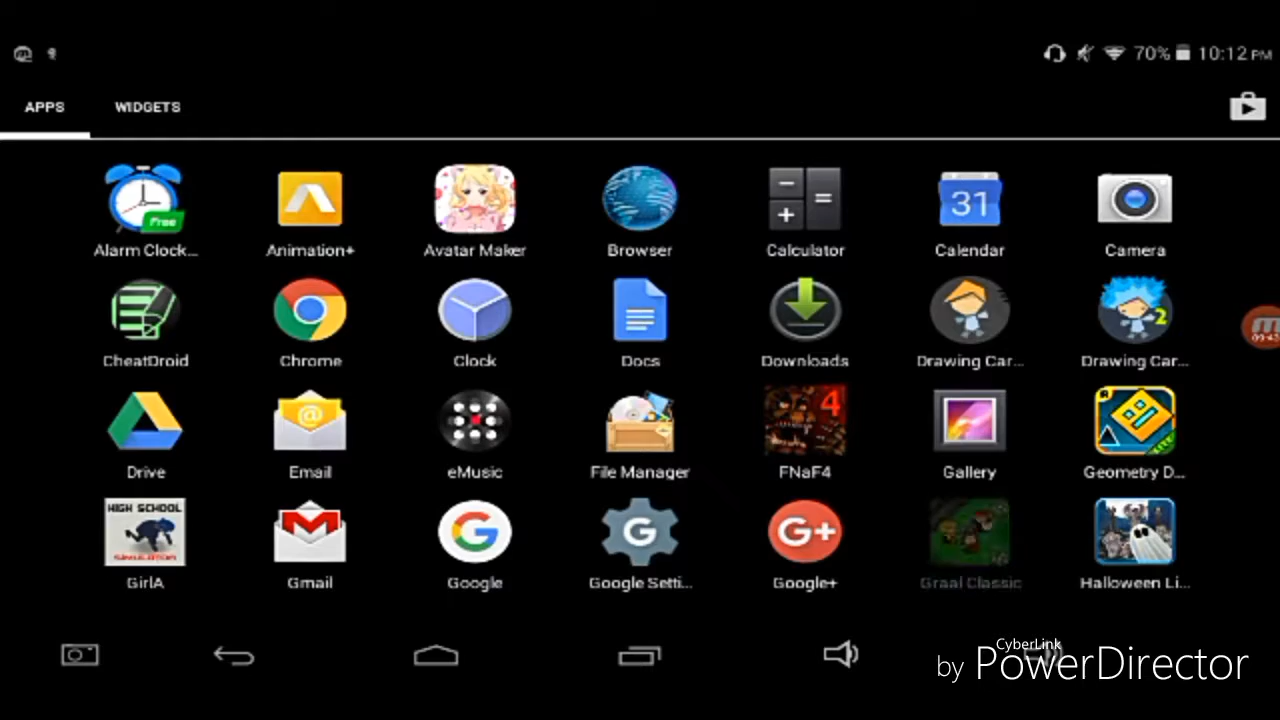 70% 10:12 PM
APPS WIDGETS
Free
31
Alarm Clock... Animation+ Avatar Maker Browser Calculator Calendar Camera
2
CheatDroid Chrome Clock Docs Downloads Drawing Car... Drawing Car...
4
Drive Email eMusic File Manager FNaF4 Gallery Geometry D...
HIGH SCHOOL
SIMULATOR
G G G+
GirlA Gmail Google Google Setti... Google+ Graal Classic Halloween Li...
CyberLink
by PowerDirector